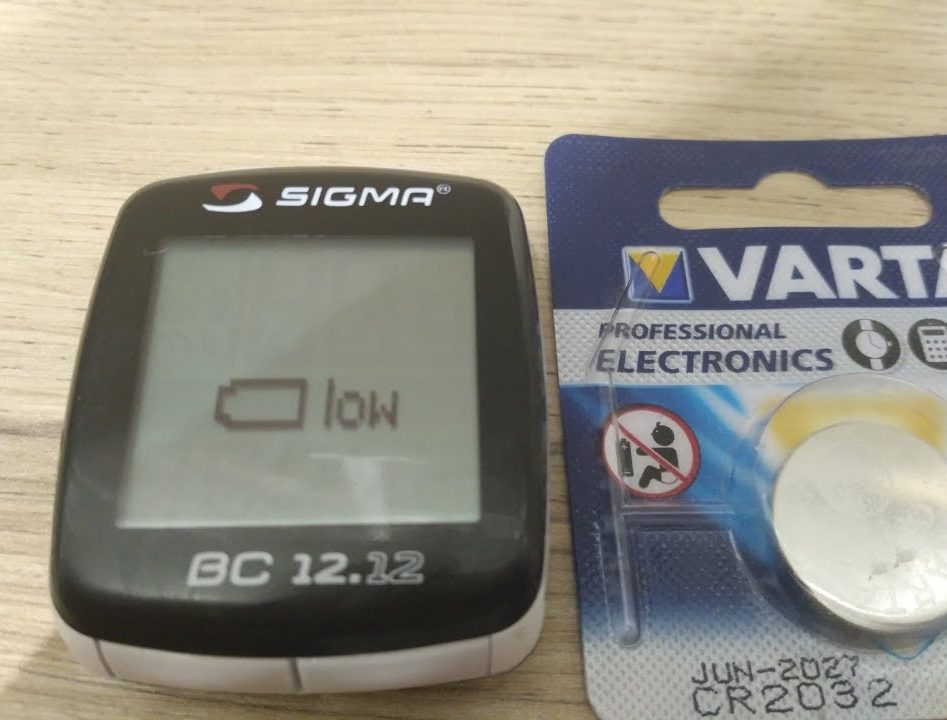 SIGMA®
low
BC 12.12
VARTA
PROFESSIONAL
ELECTRONICS
JUN-2027
CR2032